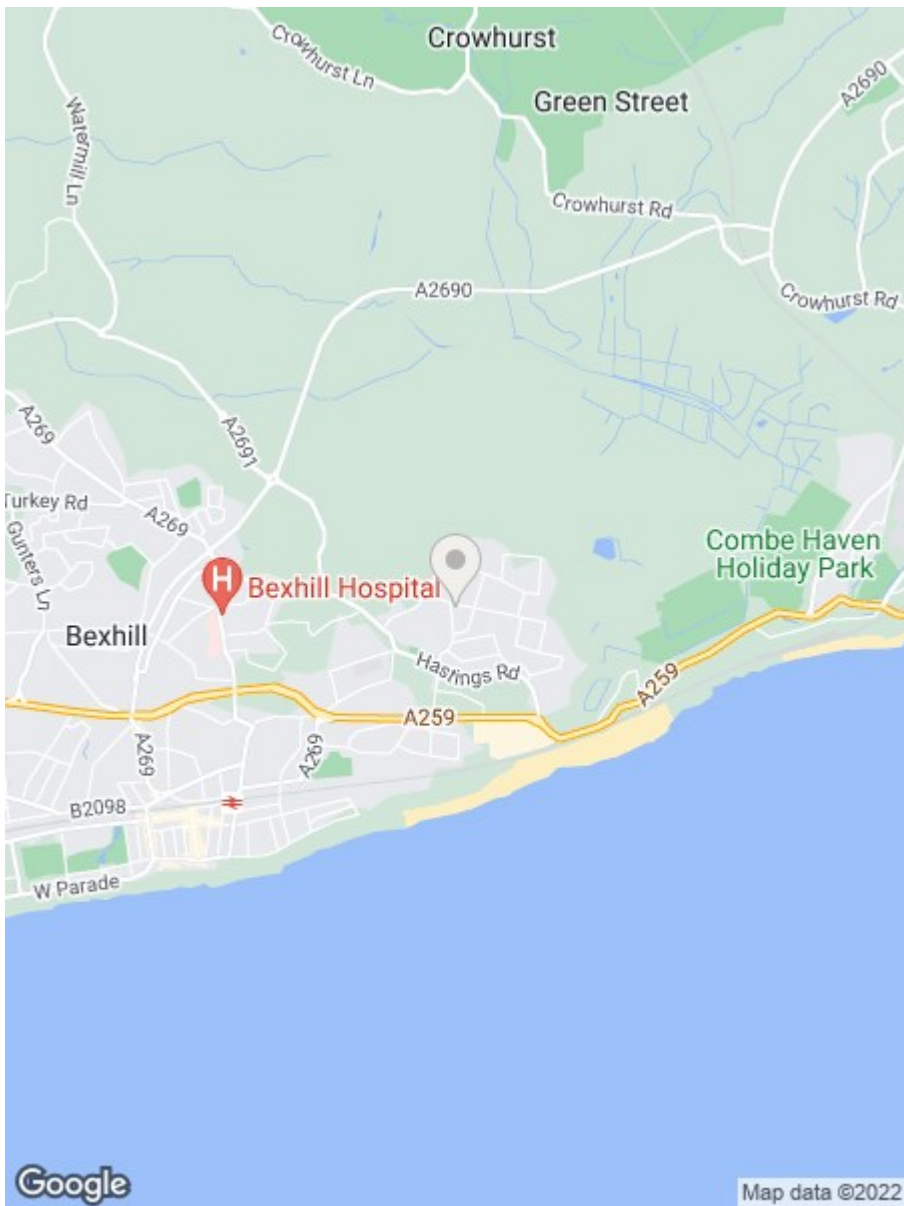 Crowhurst
Crowhurst Ln
Green Street
A2690
Watermill Ln
Crowhurst Rd
A2690
Crowhurst Rd
A269
A2691
Turkey Rd
A269
Gunters Ln
Combe Haven
Holiday Park
H
Bexhill Hospital
Bexhill
Hastings Rd
A259
A259
A269
A269
B2098
W Parade
Google
Map data ©2022